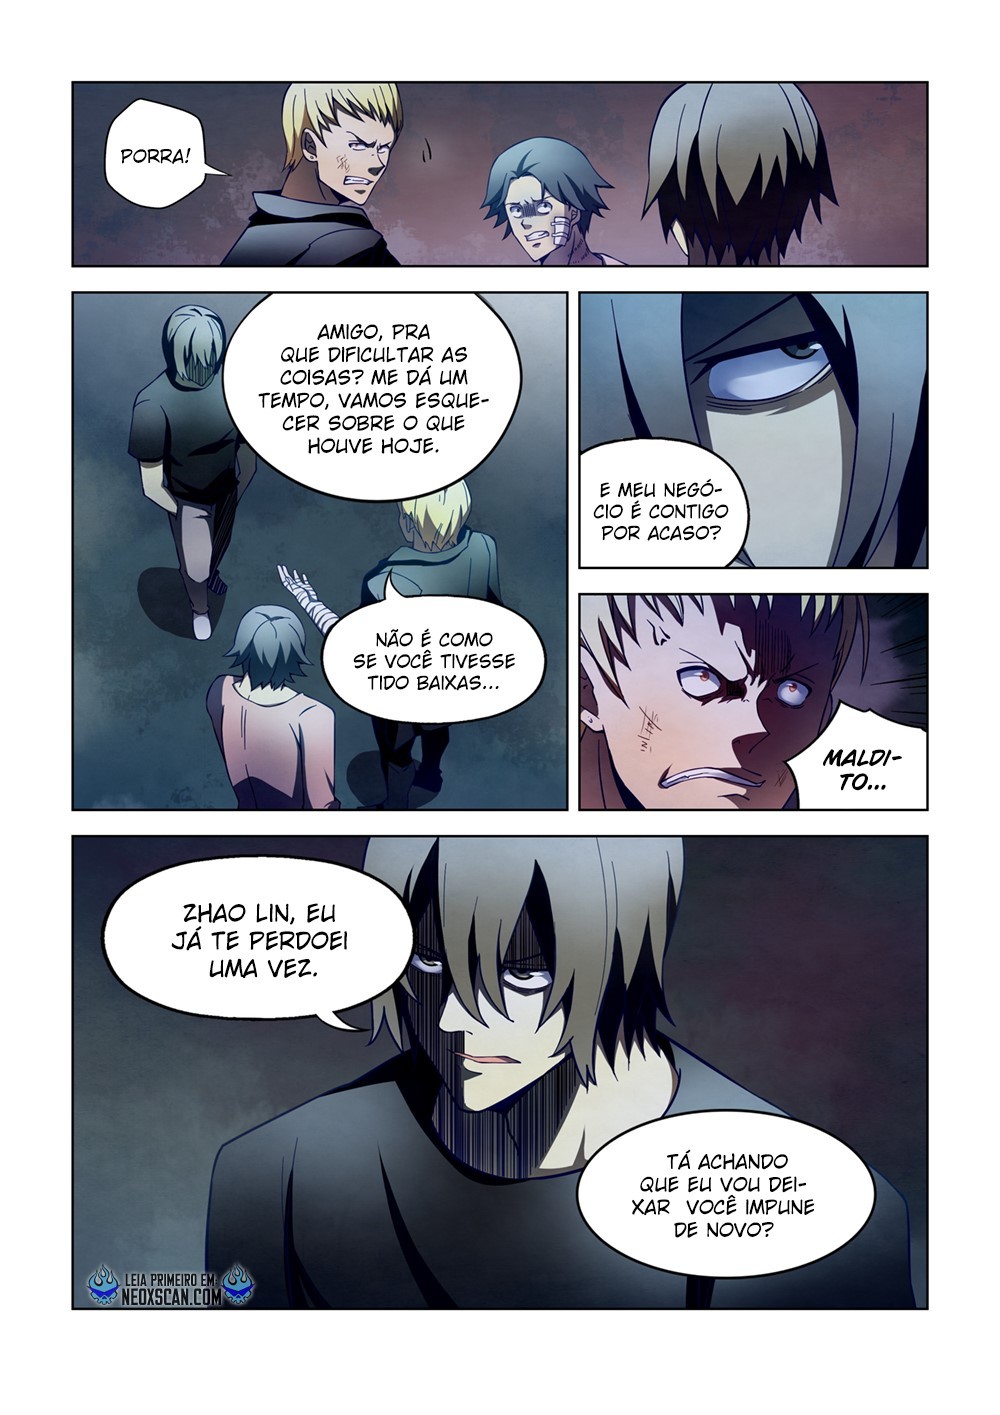 PORRA!
AMIGO, PRA
QUE DIFICULTAR AS
COISAS? ME DÁ UM
TEMPO, VAMOS ESQUE-
CER SOBRE O QUE
HOUVE HOJE.
NÃO É COMO
SE VOCÊ TIVESSE
TIDO BAIXAS...
E MEU NEGÓ-
CIO É CONTIGO
POR ACASO?
MALDI-
TO...
ZHAO LIN, EU
JÁ TE PERDOEI
UMA VEZ.
TÁ ACHANDO
QUE EU VOU DEI-
XAR VOCÊ IMPUNE
DE NOVO?
LEIA PRIMEIRO EM:
NEOXSCAN.COM